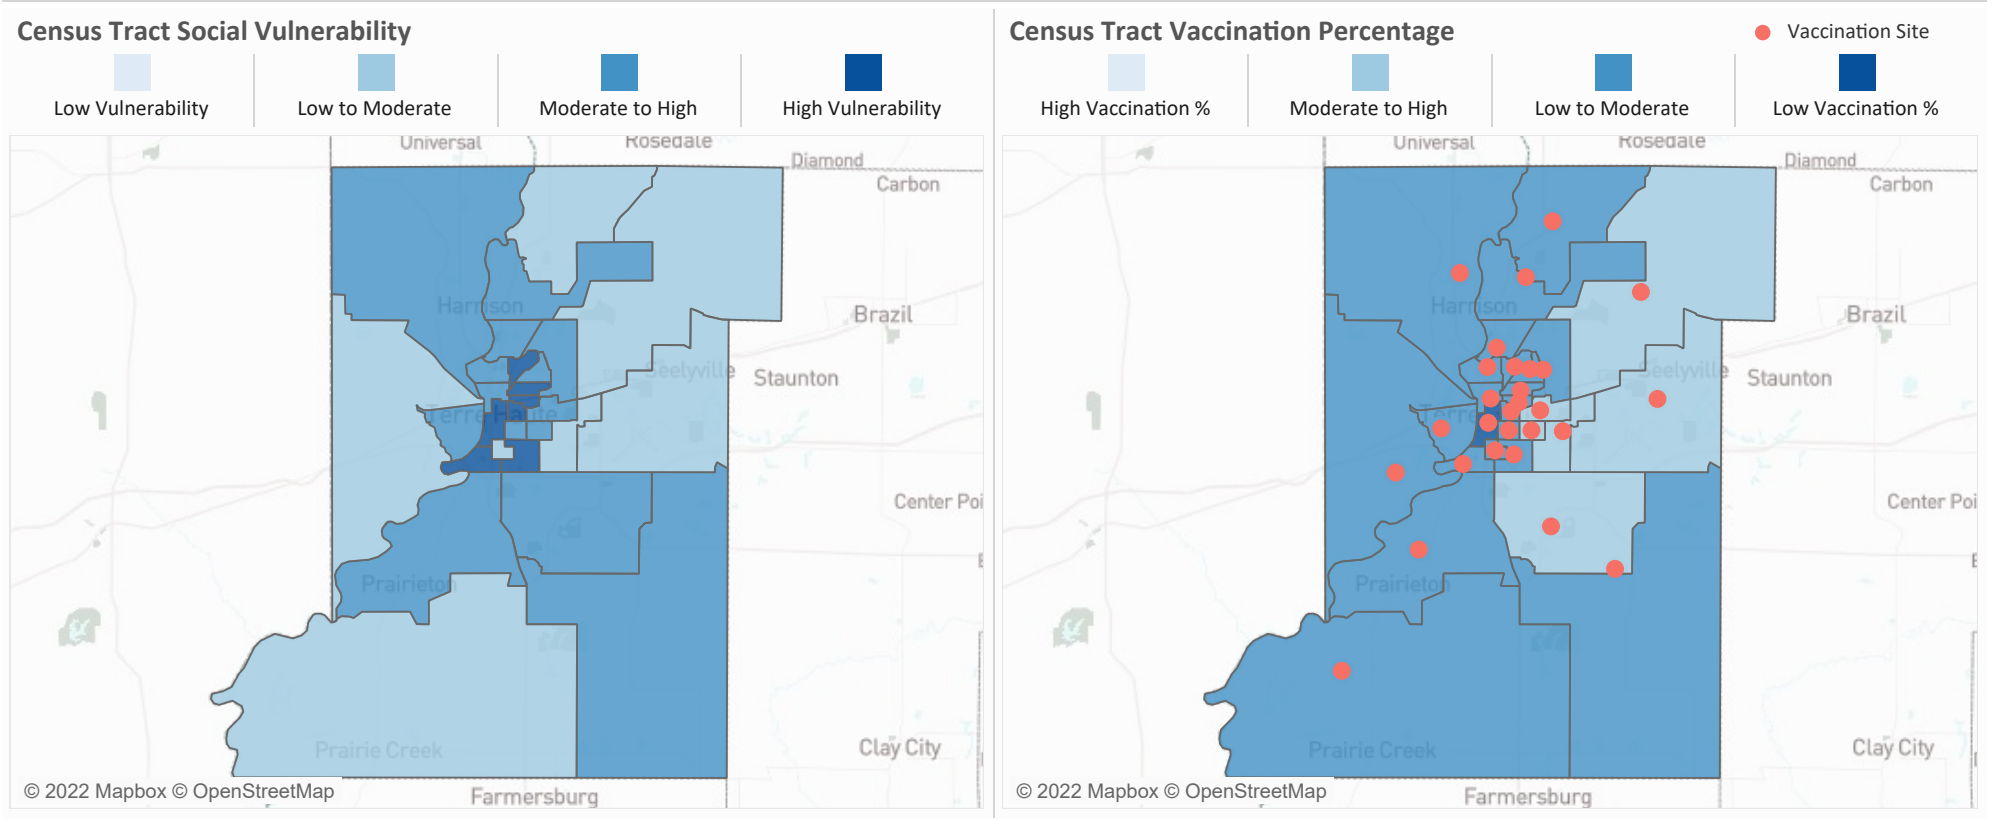 Census Tract Social Vulnerability
Low Vulnerability
Low to Moderate
Moderate to High
High Vulnerability
Universal
Rosedale
Diamond
Carbon
Harrison
Brazil
Seelyville
Staunton
Terre Haute
Center Poi
Prairieton
Prairie Creek
Clay City
© 2022 Mapbox © OpenStreetMap
Farmersburg
Census Tract Vaccination Percentage
Vaccination Site
High Vaccination %
Moderate to High
Low to Moderate
Low Vaccination %
Universal
Rosedale
Diamond
Carbon
Harrison
Brazil
Seelyville
Staunton
Terre
Center Poi
Prairieton
Prairie Creek
Clay City
© 2022 Mapbox © OpenStreetMap
Farmersburg